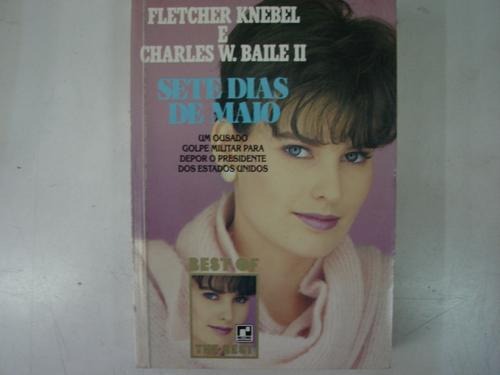 FLETCHER KNEBEL
E
CHARLES W. BAILE II
SETE DIAS
DE MAIO
UM OUSADO
GOLPE MILITAR PARA
DEPOR O PRESIDENTE
DOS ESTADOS UNIDOS
BEST OF
THE BEST